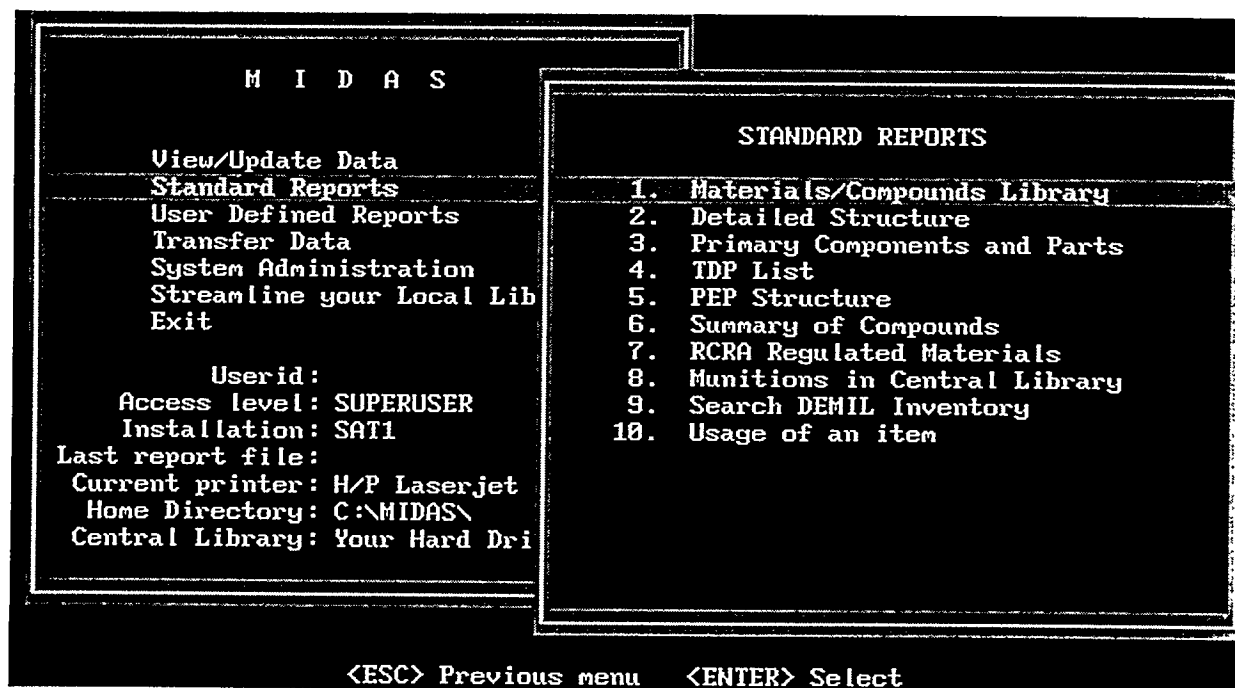 M I D A S
View/Update Data
Standard Reports
User Defined Reports
Transfer Data
System Administration
Streamline your Local Lib
Exit
Userid:
Access level: SUPERUSER
Installation: SAT1
Last report file:
Current printer: H/P Laserjet
Home Directory: C:\MIDAS\
Central Library: Your Hard Dri
STANDARD REPORTS
1. Materials/Compounds Library
2. Detailed Structure
3. Primary Components and Parts
4. TDP List
5. PEP Structure
6. Summary of Compounds
7. RCRA Regulated Materials
8. Munitions in Central Library
9. Search DEMIL Inventory
10. Usage of an item
<ESC> Previous menu <ENTER> Select